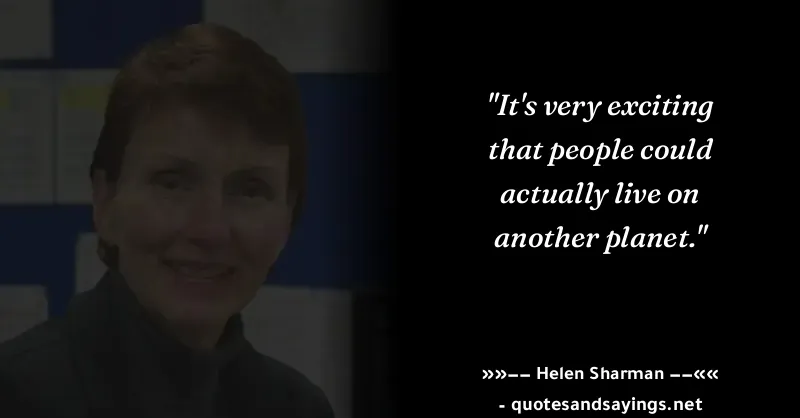 "It's very exciting
that people could
actually live on
another planet."
»»−− Helen Sharman −−««
- quotesandsayings.net